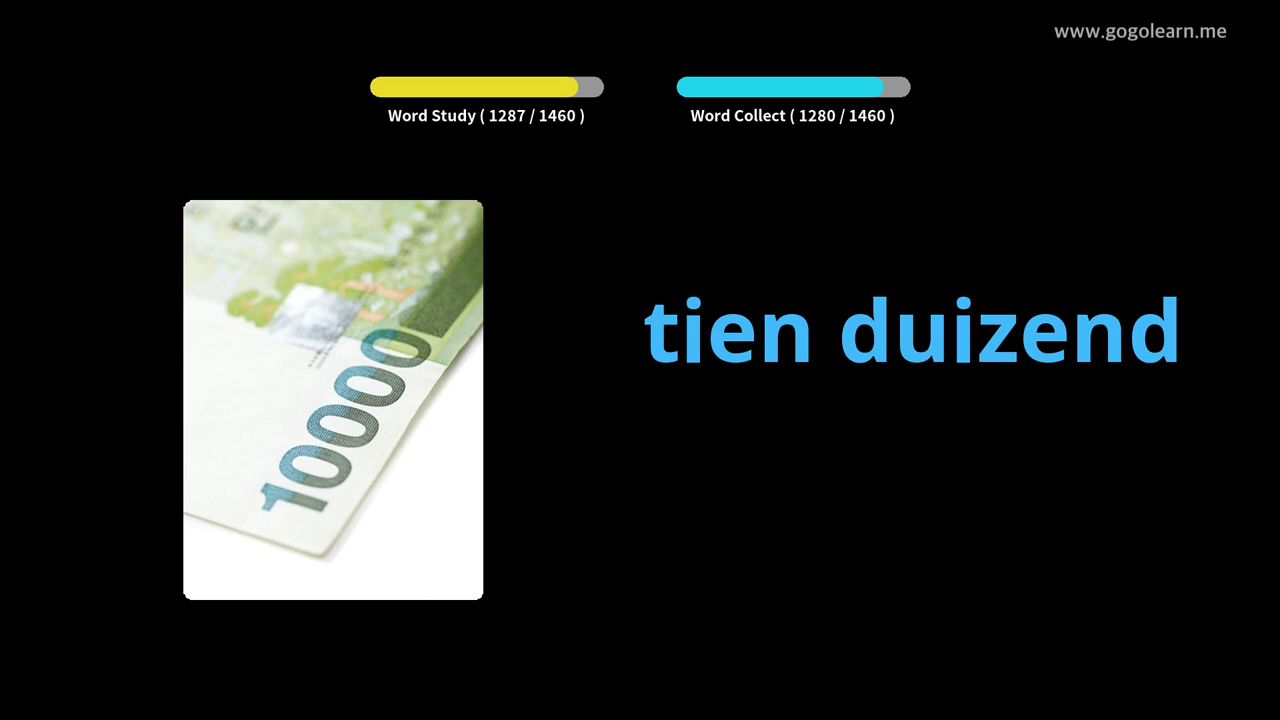 www.gogolearn.me
Word Study ( 1287 / 1460 )
Word Collect ( 1280 / 1460 )
10000
tien duizend